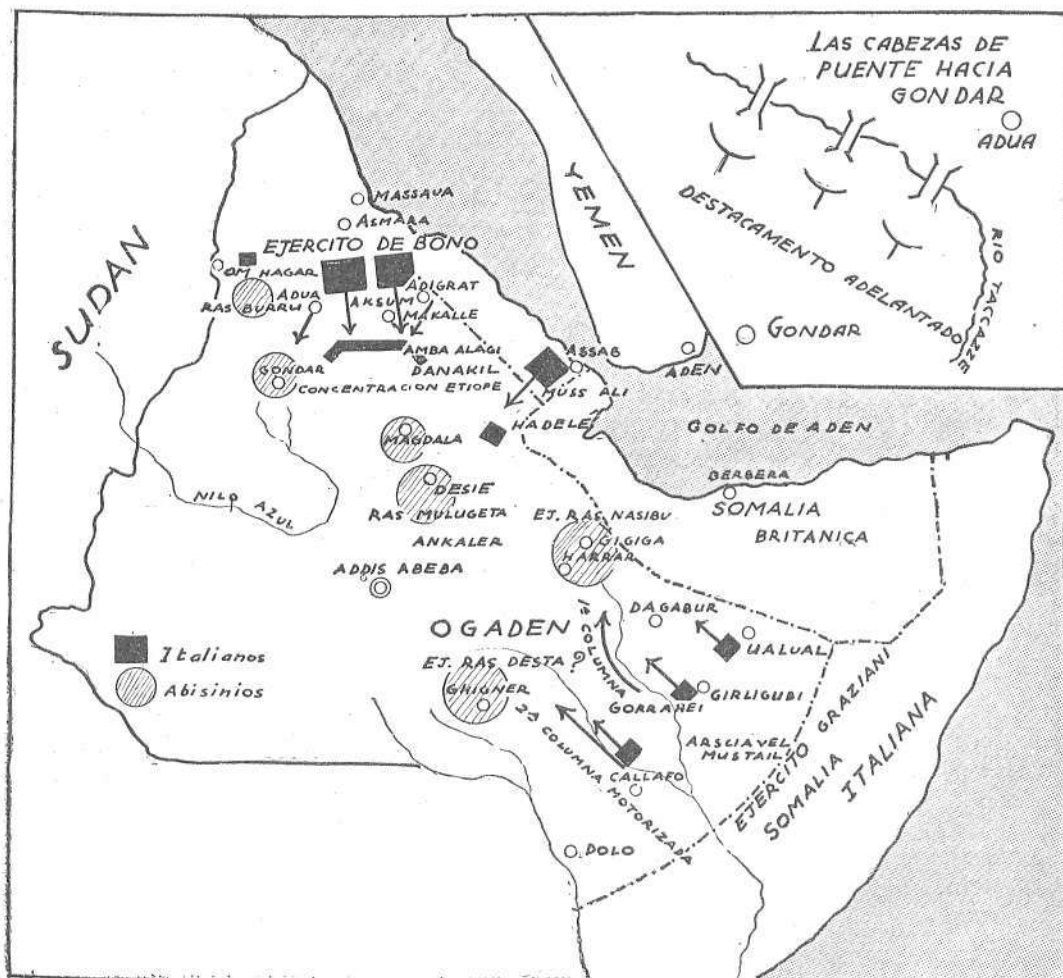 LAS CABEZAS DE
PUENTE HACIA
GONDAR
ADUA
DESTACAMENTO ADELANTADO
RIO TACCAZZE
GONDAR
YEMEN
ADEN
SUDAN
MASSAUA
ASMARA
EJERCITO DE BONO
OM HAGAR
RAS BURRU
ADUA
AKSUM
ADIGRAT
MAKALLE
AMBA ALAGI
DANAKIL
GONDAR
CONCENTRACION ETIOPE
ASSAB
MUSS ALI
HADELE
MAGDALA
GOLFO DE ADEN
DESIE
RAS MULUGETA
ANKALER
BERBERA
SOMALIA
BRITANICA
NILO
AZUL
EJ. RAS NASIBU
GIGIGA
HARRAR
ADDIS ABEBA
OGADEN
1ª COLUMNA ?
DAGABUR
UALUAL
EJ. RAS DESTA
GHIGNER
GORRAHEI
GIRLIGUBI
2ª COLUMNA MOTORIZADA
ARSCIAVEL
MUSTAIL
CALLAFO
DOLO
EJERCITO GRAZIANI
SOMALIA
ITALIANA
Italianos
Abisinios